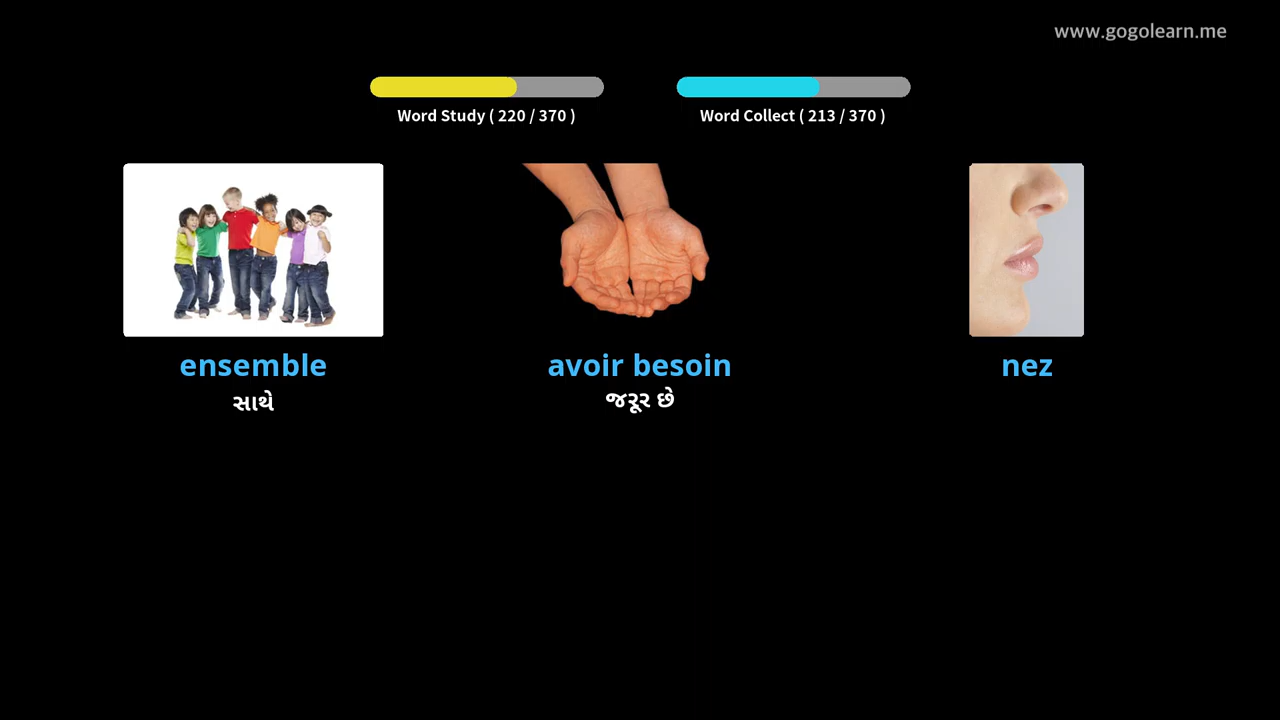 www.gogolearn.me
Word Study ( 220 / 370 )
Word Collect ( 213 / 370 )
ensemble
avoir besoin
nez
સાથે
જરૂર છે